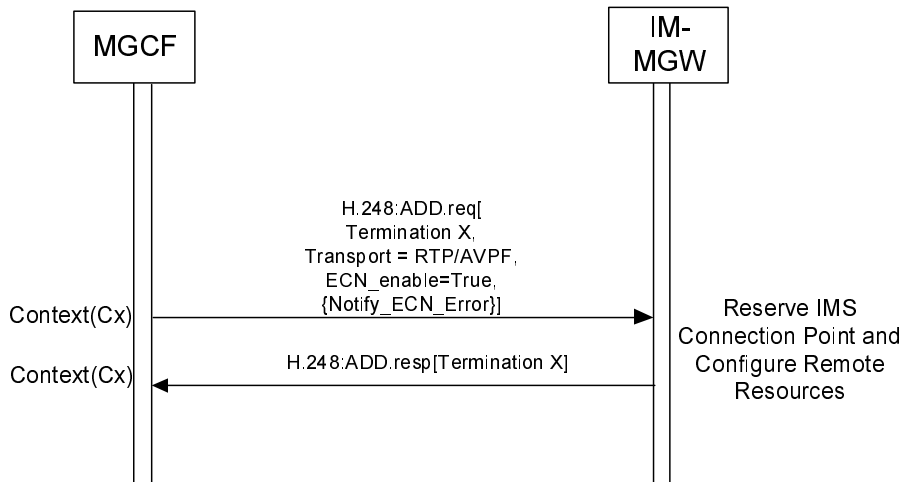 MGCF
IM-
MGW
H.248:ADD.req[
Termination X,
Transport = RTP/AVPF,
ECN_enable=True,
{Notify_ECN_Error}]
Context(Cx)
Reserve IMS
Connection Point and
Configure Remote
Resources
H.248:ADD.resp[Termination X]
Context(Cx)